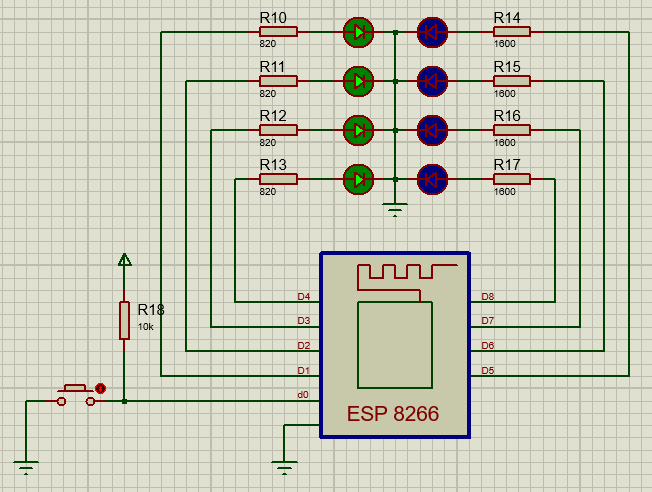 R10
820
R14
1600
R11
820
R15
1600
R12
820
R16
1600
R13
820
R17
1600
R18
10k
D4
D8
D3
D7
D2
D6
D1
D5
d0
ESP 8266